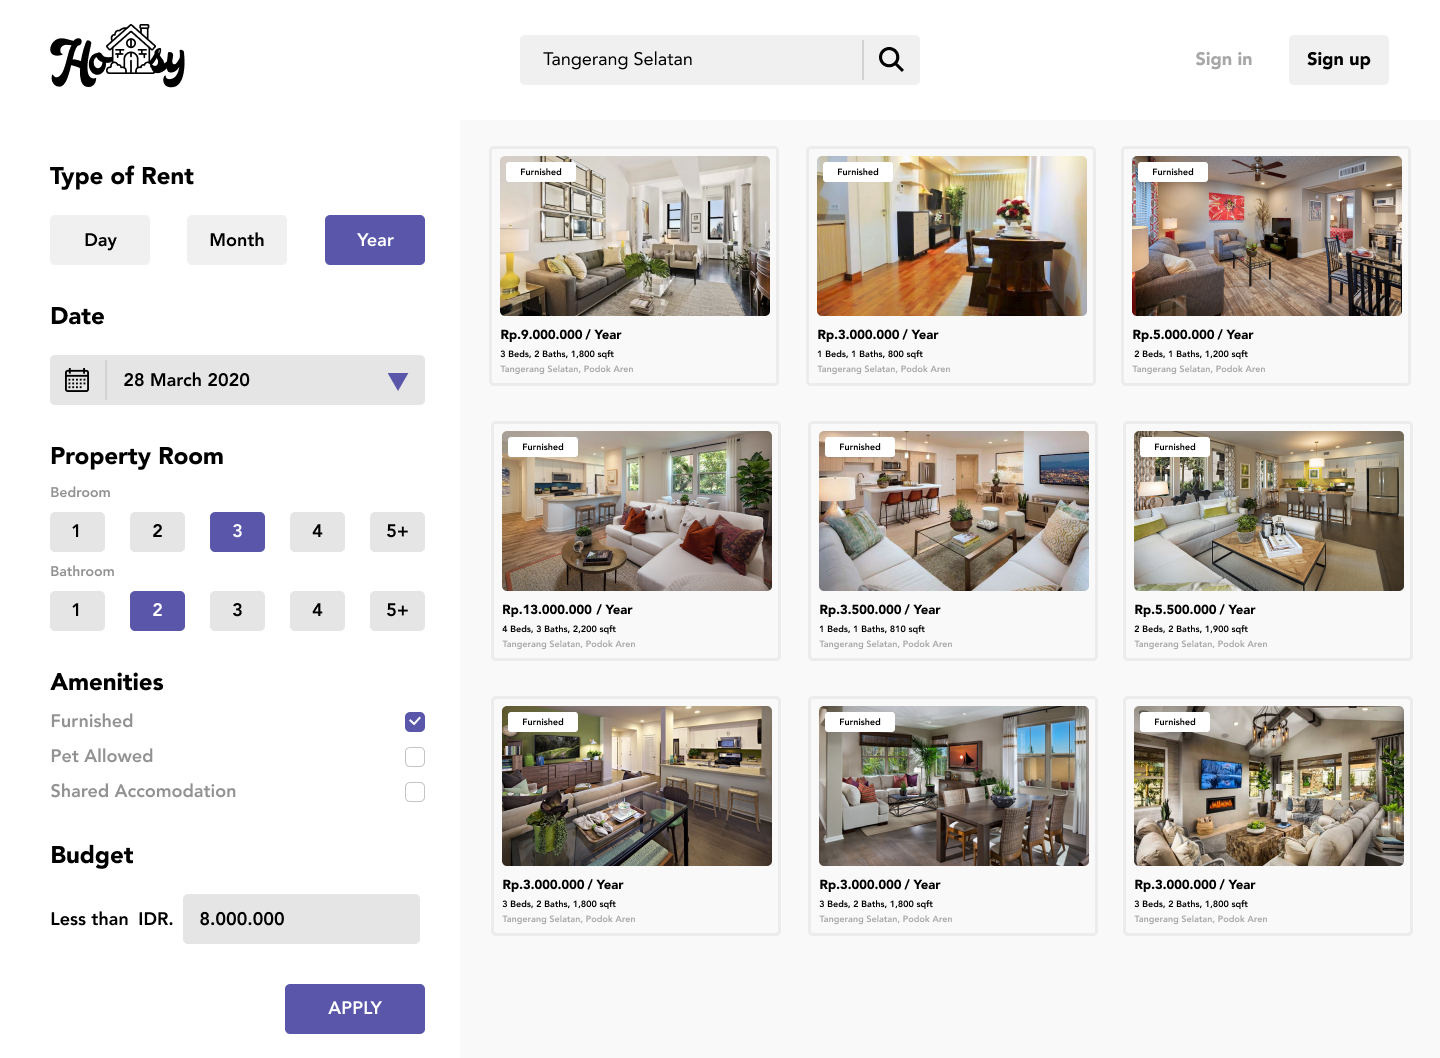 Housy
Tangerang Selatan
Sign in
Sign up
Type of Rent
Day
Month
Year
Date
28 March 2020
Property Room
Bedroom
1
2
3
4
5+
Bathroom
1
2
3
4
5+
Amenities
Furnished
Pet Allowed
Shared Accomodation
Budget
Less than IDR.
8.000.000
APPLY
Furnished
Rp.9.000.000 / Year
3 Beds, 2 Baths, 1,800 sqft
Tangerang Selatan, Podok Aren
Furnished
Rp.3.000.000 / Year
1 Beds, 1 Baths, 800 sqft
Tangerang Selatan, Podok Aren
Furnished
Rp.5.000.000 / Year
2 Beds, 1 Baths, 1,200 sqft
Tangerang Selatan, Podok Aren
Furnished
Rp.13.000.000 / Year
4 Beds, 3 Baths, 2,200 sqft
Tangerang Selatan, Podok Aren
Furnished
Rp.3.500.000 / Year
1 Beds, 1 Baths, 810 sqft
Tangerang Selatan, Podok Aren
Furnished
Rp.5.500.000 / Year
2 Beds, 2 Baths, 1,900 sqft
Tangerang Selatan, Podok Aren
Furnished
Rp.3.000.000 / Year
3 Beds, 2 Baths, 1,800 sqft
Tangerang Selatan, Podok Aren
Furnished
Rp.3.000.000 / Year
3 Beds, 2 Baths, 1,800 sqft
Tangerang Selatan, Podok Aren
Furnished
Rp.3.000.000 / Year
3 Beds, 2 Baths, 1,800 sqft
Tangerang Selatan, Podok Aren